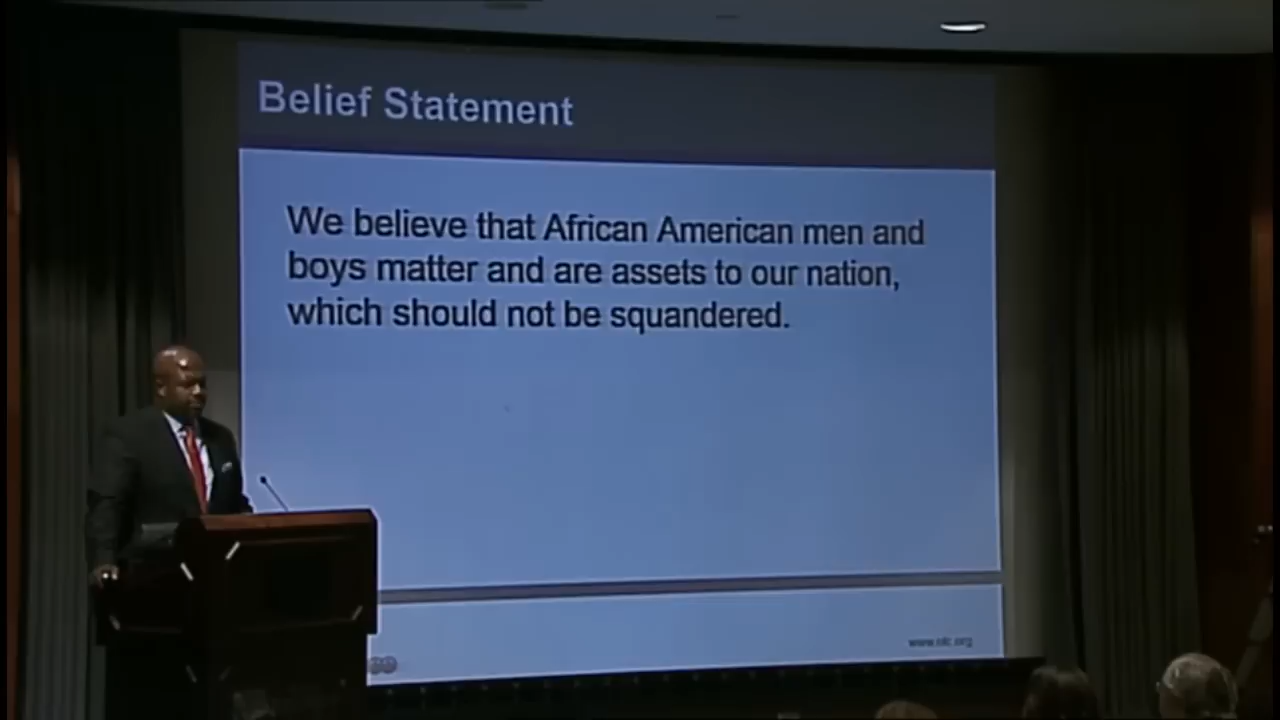 Belief Statement
We believe that African American men and
boys matter and are assets to our nation,
which should not be squandered.